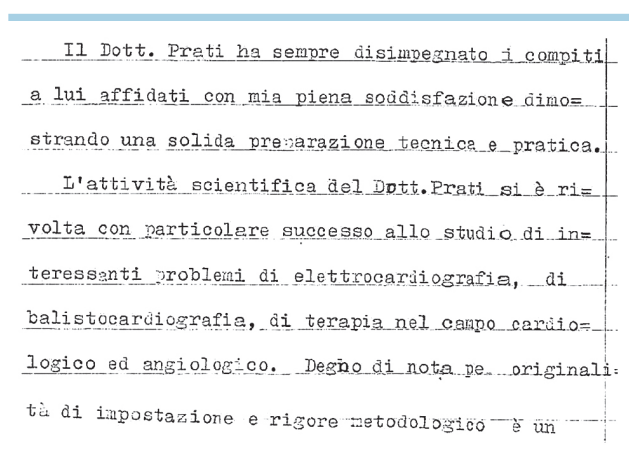 Il Dott. Prati ha sempre disimpegnato i compiti
a lui affidati con mia piena soddisfazione dimo=
strando una solida preparazione tecnica e pratica.
L'attività scientifica del Dott.Prati si è ri=
volta con particolare successo allo studio di in=
teressanti problemi di elettrocardiografia, di
balistocardiografia, di terapia nel campo cardio=
logico ed angiologico. Degno di nota pe originali=
tà di impostazione e rigore metodologico è un